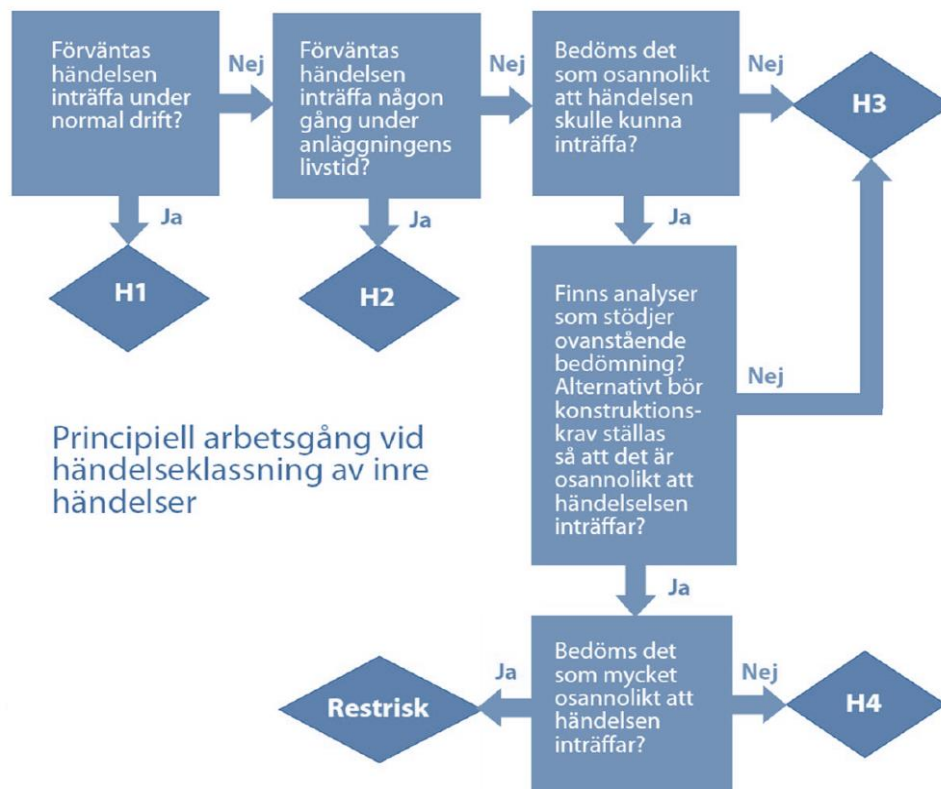 Förväntas
händelsen
inträffa under
normal drift?
Nej
Förväntas
händelsen
inträffa någon
gång under
anläggningens
livstid?
Nej
Bedöms det
som osannolikt
att händelsen
skulle kunna
inträffa?
Nej
H3
Ja
H1
Ja
H2
Ja
Finns analyser
som stödjer
ovanstående
bedömning?
Alternativt bör
konstruktions-
krav ställas
så att det är
osannolikt att
händelselsen
inträffar?
Nej
Principiell arbetsgång vid
händelseklassning av inre
händelser
Ja
Bedöms det
som mycket
osannolikt att
händelsen
inträffar?
Ja
Restrisk
Nej
H4